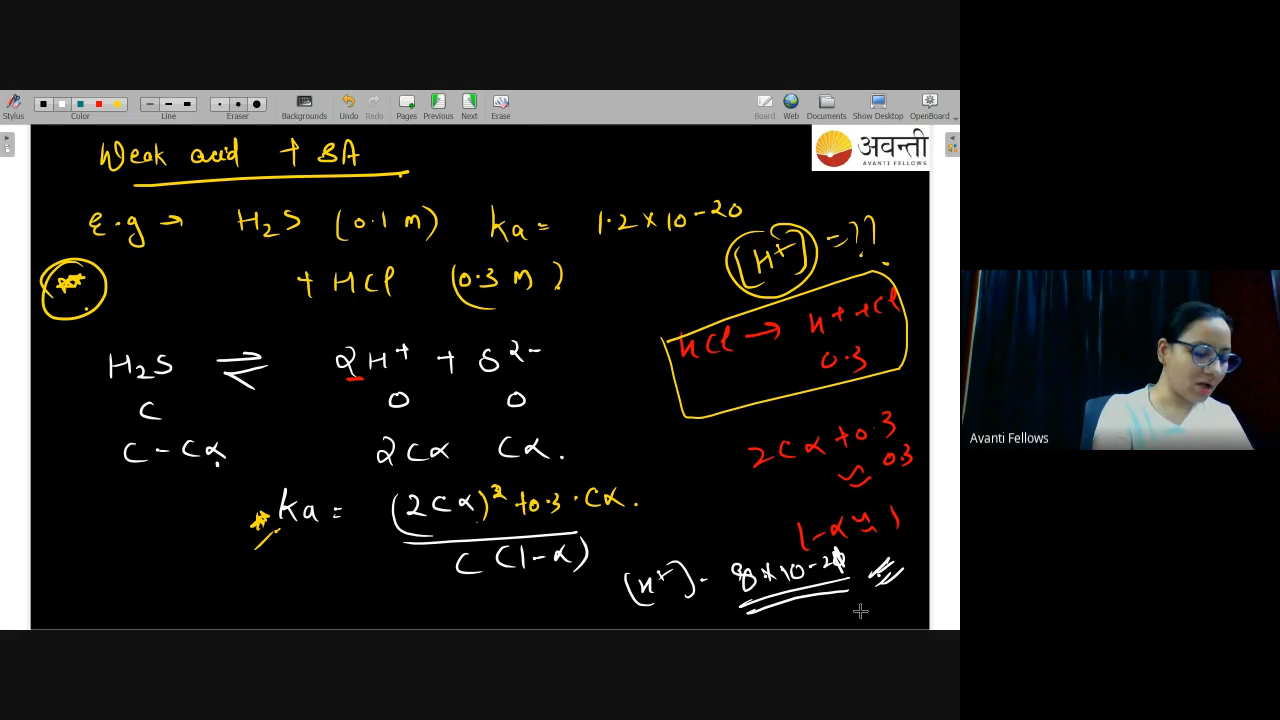 Stylus
Color
Line
Eraser
Backgrounds
Undo
Redo
Pages
Previous
Next
Erase
Board
Web
Documents
Show Desktop
OpenBoard
अवन्ती
AVANTI FELLOWS
Weak acid + SA
e.g → H2S (0.1 m) ka = 1.2 × 10-20
+ HCl (0.3 m)
[H+] = ??
HCl → H+ + Cl
0.3
H2S ⇌ 2H+ + S2-
C 0 0
C - Cα 2Cα Cα.
2Cα + 0.3
≈ 0.3
ka = (2Cα)2 + 0.3 . Cα.
C (1-α)
1-α ≈ 1
[H+] -
Avanti Fellows